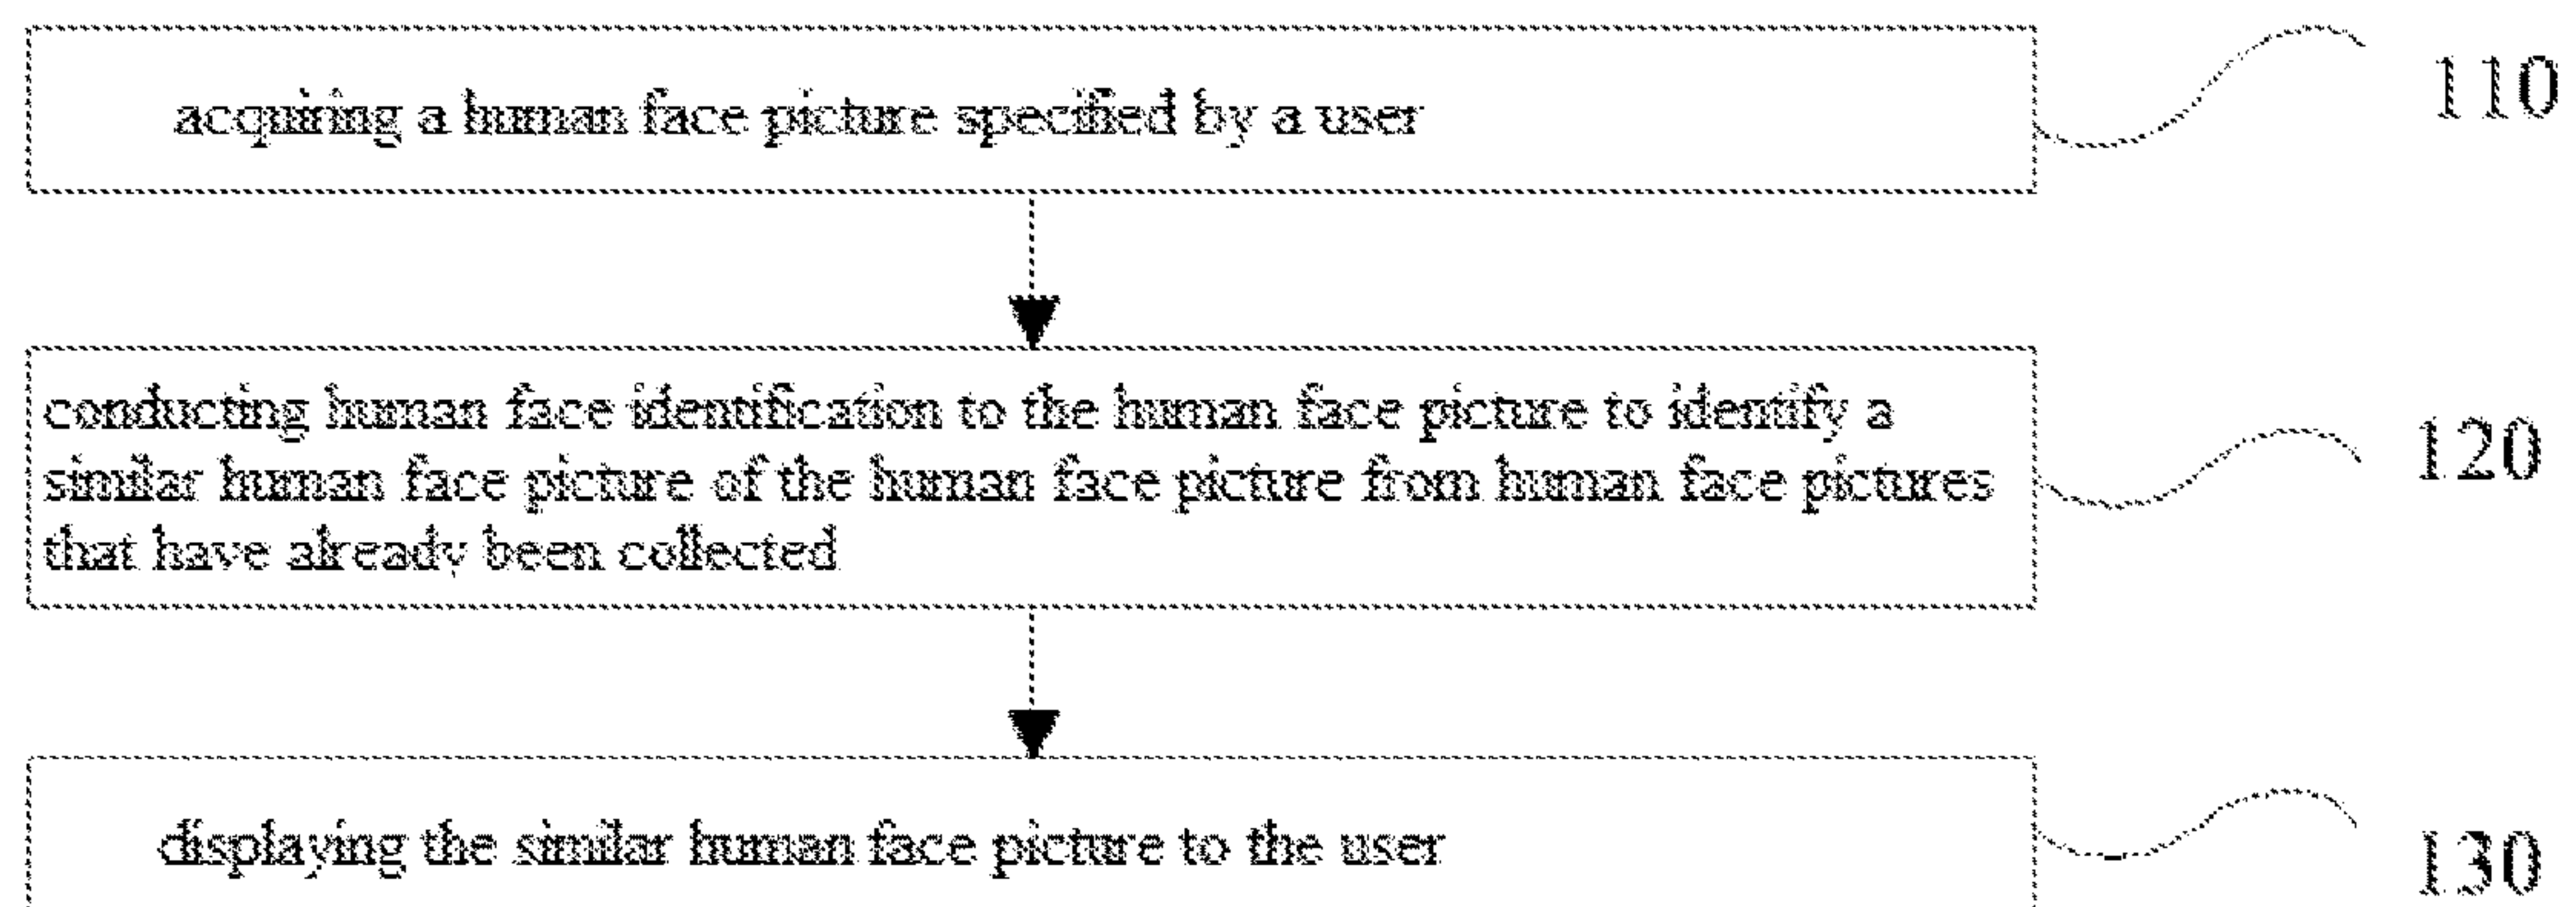 acquiring a human face picture specified by a user
110
conducting human face identification to the human face picture to identify a
similar human face picture of the human face picture from human face pictures
that have already been collected
120
displaying the similar human face picture to the user
130